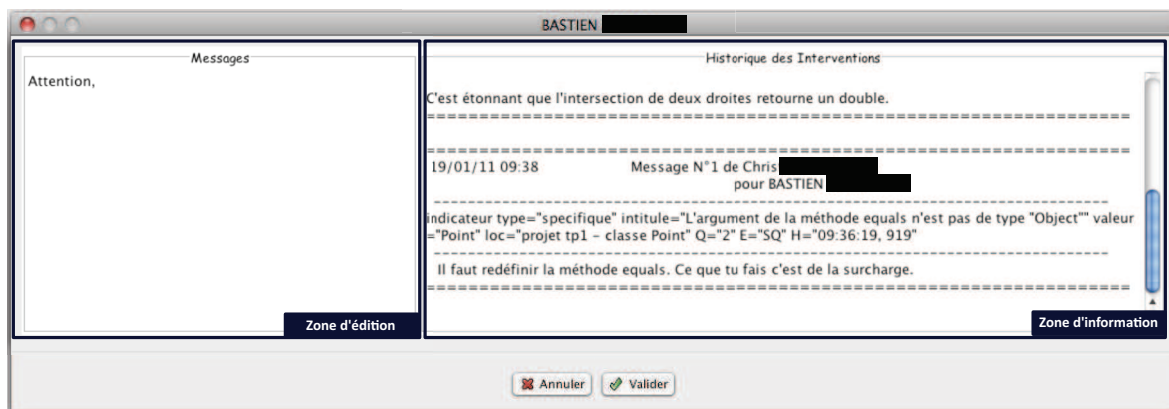 BASTIEN
Messages
Attention,
Zone d'édition
Historique des Interventions
C'est étonnant que l'intersection de deux droites retourne un double.
==================================================================
==================================================================
19/01/11 09:38 Message N°1 de Chris
pour BASTIEN
------------------------------------------------------------------
indicateur type="specifique" intitule="L'argument de la méthode equals n'est pas de type "Object"" valeur
="Point" loc="projet tp1 – classe Point" Q="2" E="SQ" H="09:36:19, 919"
------------------------------------------------------------------
Il faut redéfinir la méthode equals. Ce que tu fais c'est de la surcharge.
==================================================================
Zone d'information
Annuler Valider